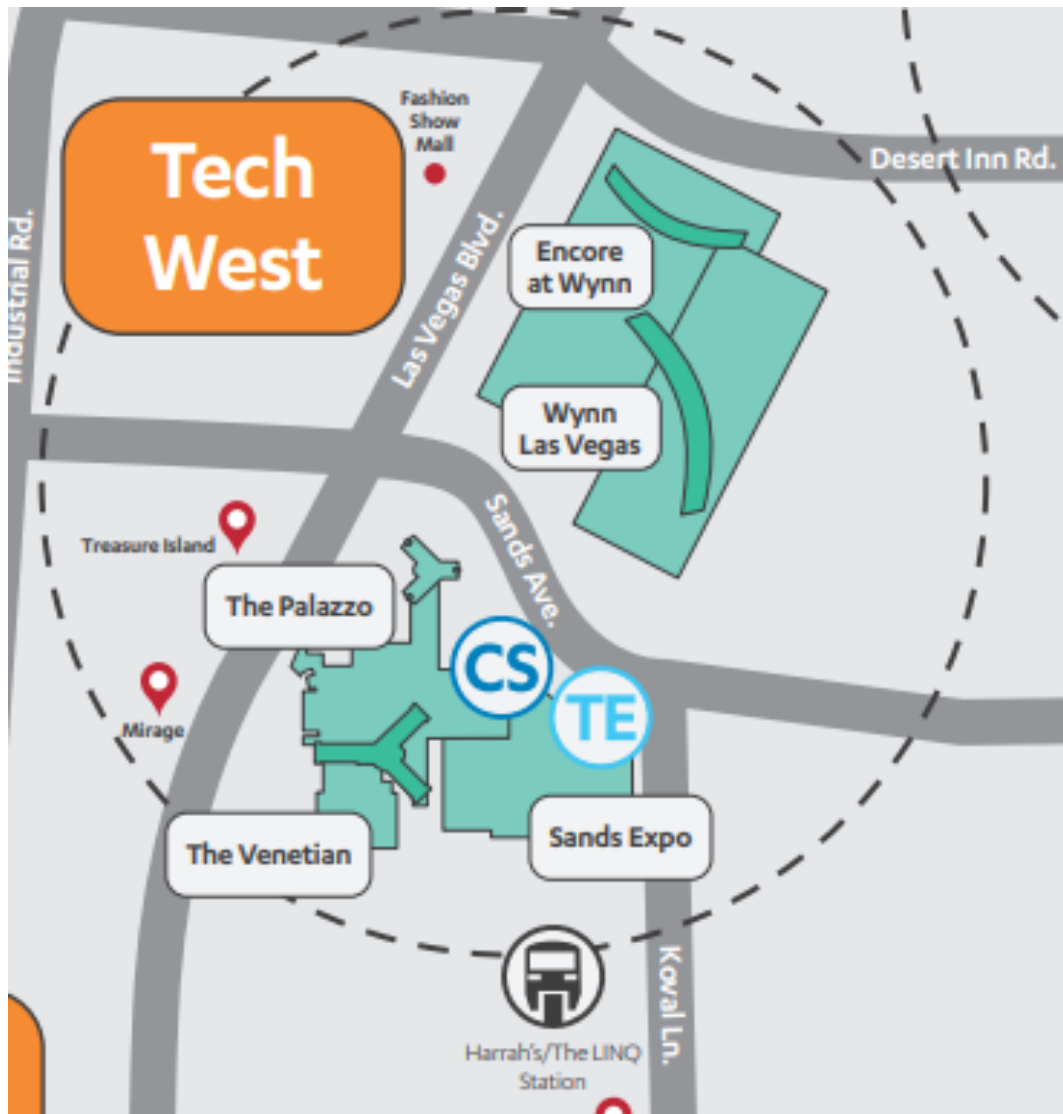 Fashion
Show
Mall
Tech
West
Desert Inn Rd.
Industrial Rd.
Las Vegas Blvd.
Encore
at Wynn
Wynn
Las Vegas
Sands Ave.
Treasure Island
The Palazzo
CS
TE
Mirage
The Venetian
Sands Expo
Koval Ln.
Harrah's/The LINQ
Station